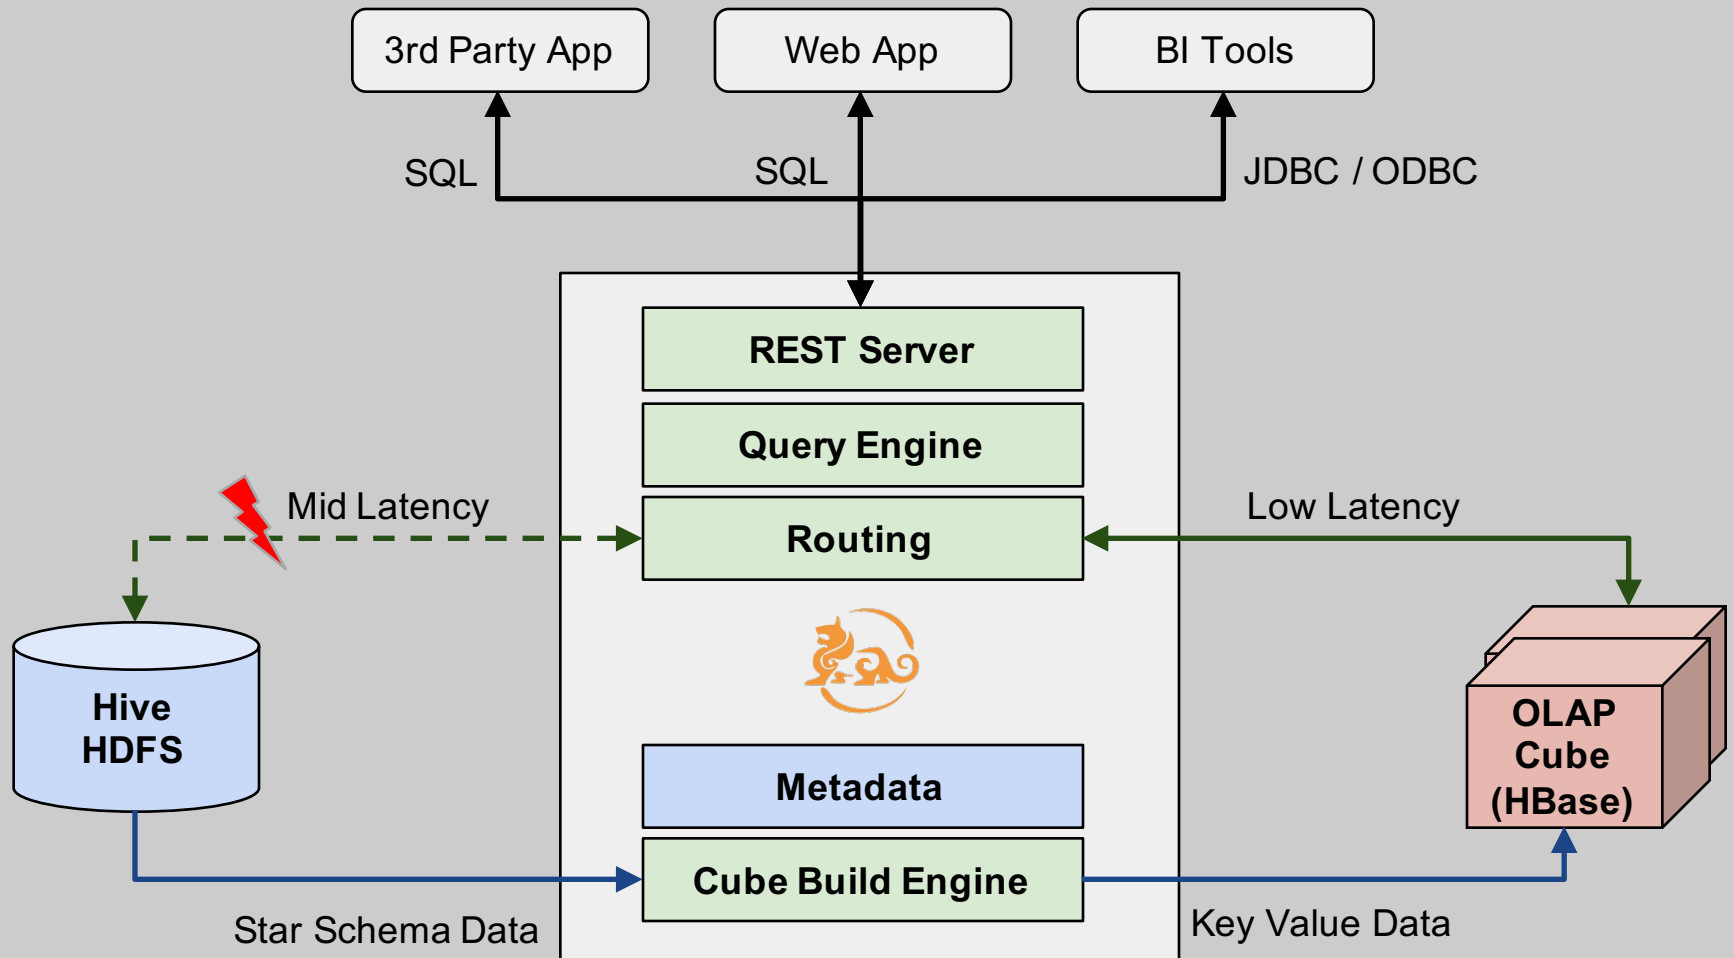 3rd Party App
Web App
BI Tools
SQL
SQL
JDBC / ODBC
REST Server
Query Engine
Mid Latency
Routing
Low Latency
Hive
HDFS
OLAP
Cube
(HBase)
Metadata
Cube Build Engine
Star Schema Data
Key Value Data